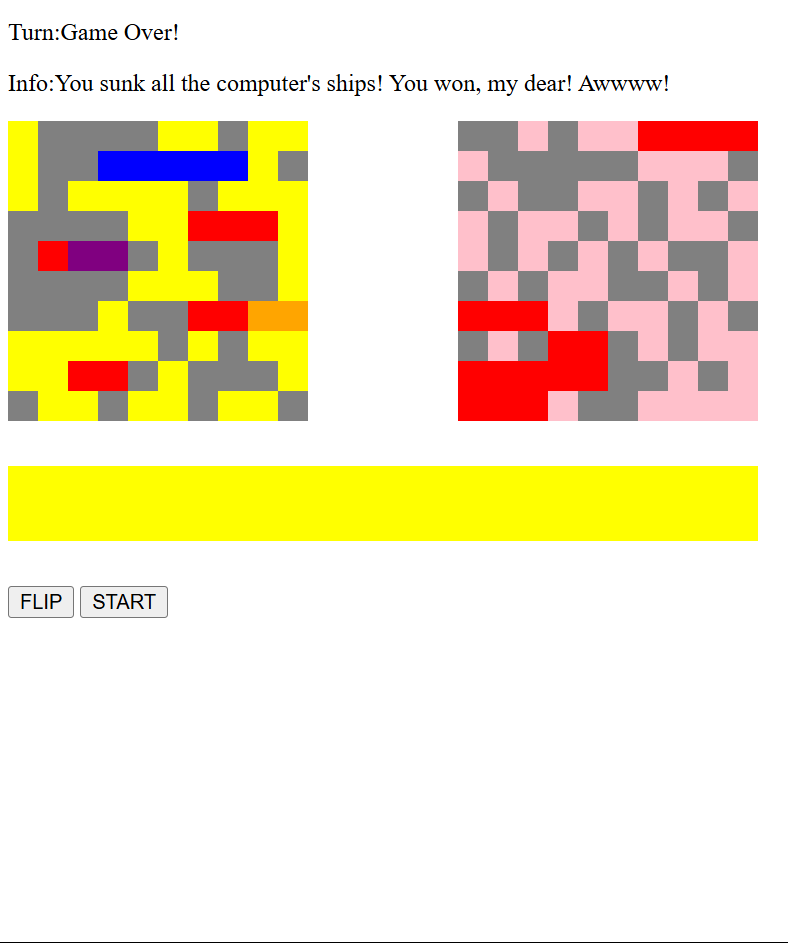 Turn:Game Over!
Info:You sunk all the computer's ships! You won, my dear! Awwww!
FLIP START